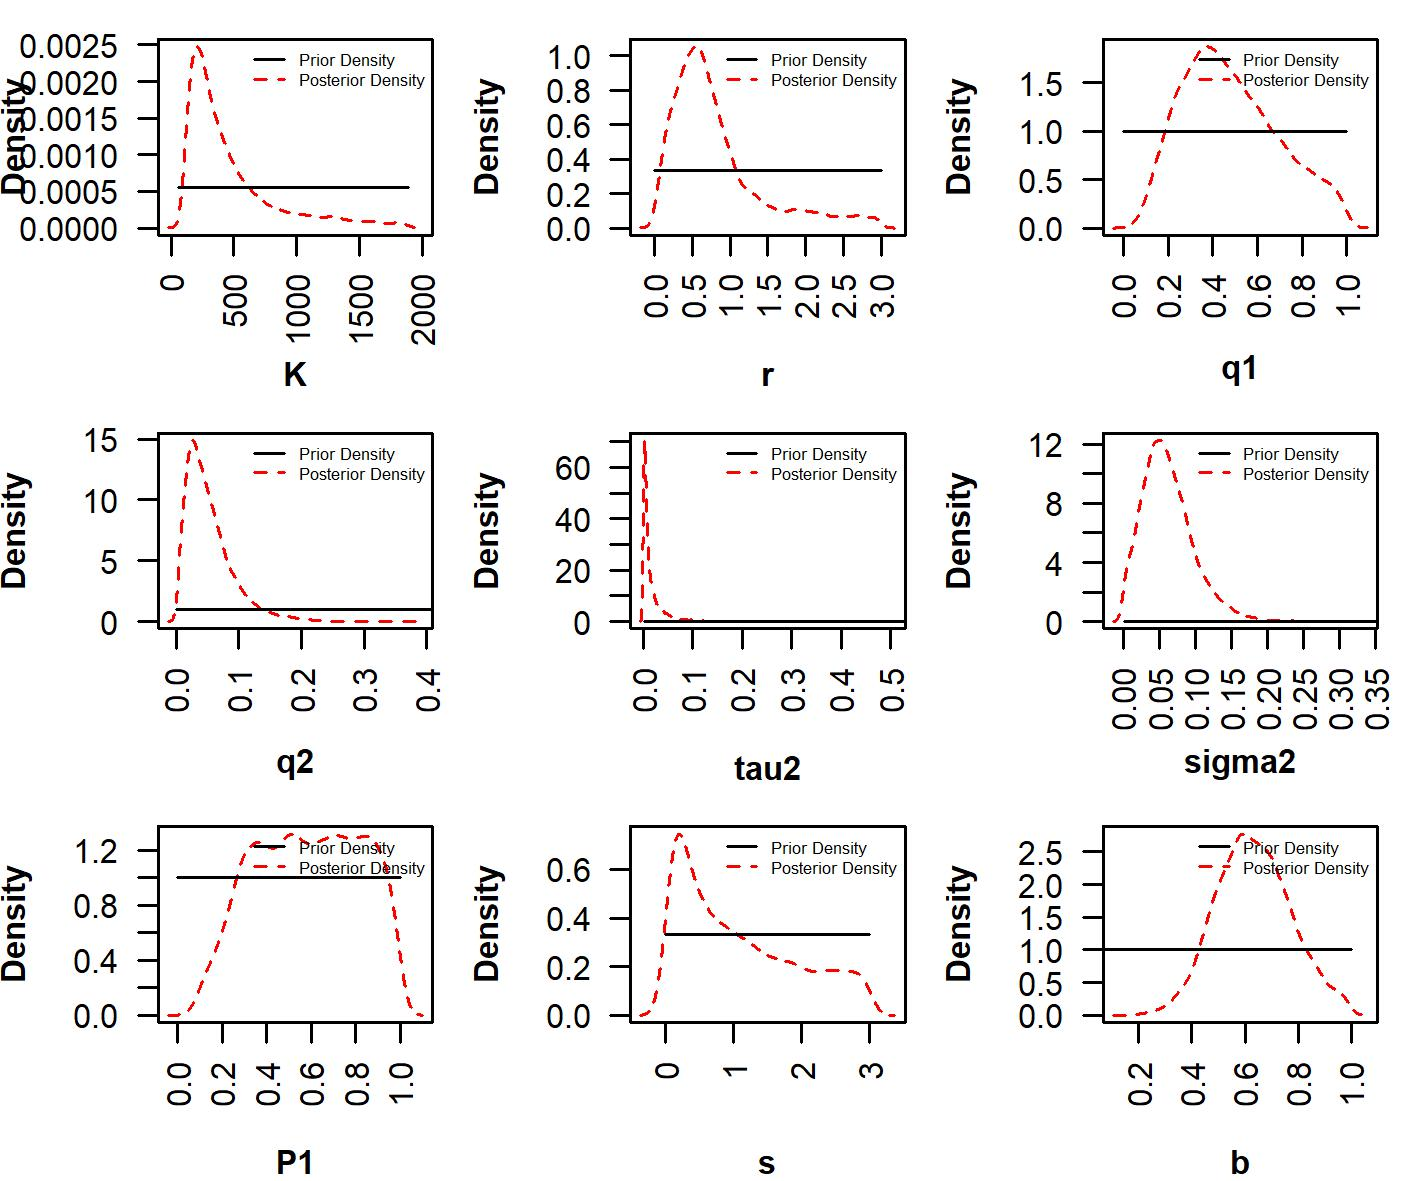 Density
0.0025
0.0020
0.0015
0.0010
0.0005
0.0000
Prior Density
Posterior Density
0
500
1000
1500
2000
K
Density
1.0
0.8
0.6
0.4
0.2
0.0
Prior Density
Posterior Density
0.0
0.5
1.0
1.5
2.0
2.5
3.0
r
Density
1.5
1.0
0.5
0.0
Prior Density
Posterior Density
0.0
0.2
0.4
0.6
0.8
1.0
q1
Density
15
10
5
0
Prior Density
Posterior Density
0.0
0.1
0.2
0.3
0.4
q2
Density
60
40
20
0
Prior Density
Posterior Density
0.0
0.1
0.2
0.3
0.4
0.5
tau2
Density
12
8
4
0
Prior Density
Posterior Density
0.00
0.05
0.10
0.15
0.20
0.25
0.30
0.35
sigma2
Density
1.2
0.8
0.4
0.0
Prior Density
Posterior Density
0.0
0.2
0.4
0.6
0.8
1.0
P1
Density
0.6
0.4
0.2
0.0
Prior Density
Posterior Density
0
1
2
3
s
Density
2.5
2.0
1.5
1.0
0.5
0.0
Prior Density
Posterior Density
0.2
0.4
0.6
0.8
1.0
b